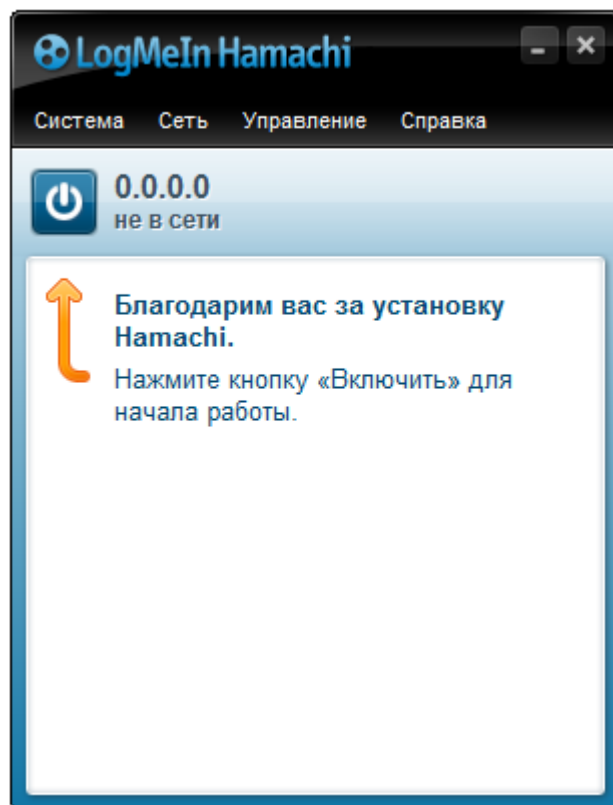 LogMeIn Hamachi
Система Сеть Управление Справка
0.0.0.0
не в сети
Благодарим вас за установку
Hamachi.
Нажмите кнопку «Включить» для
начала работы.